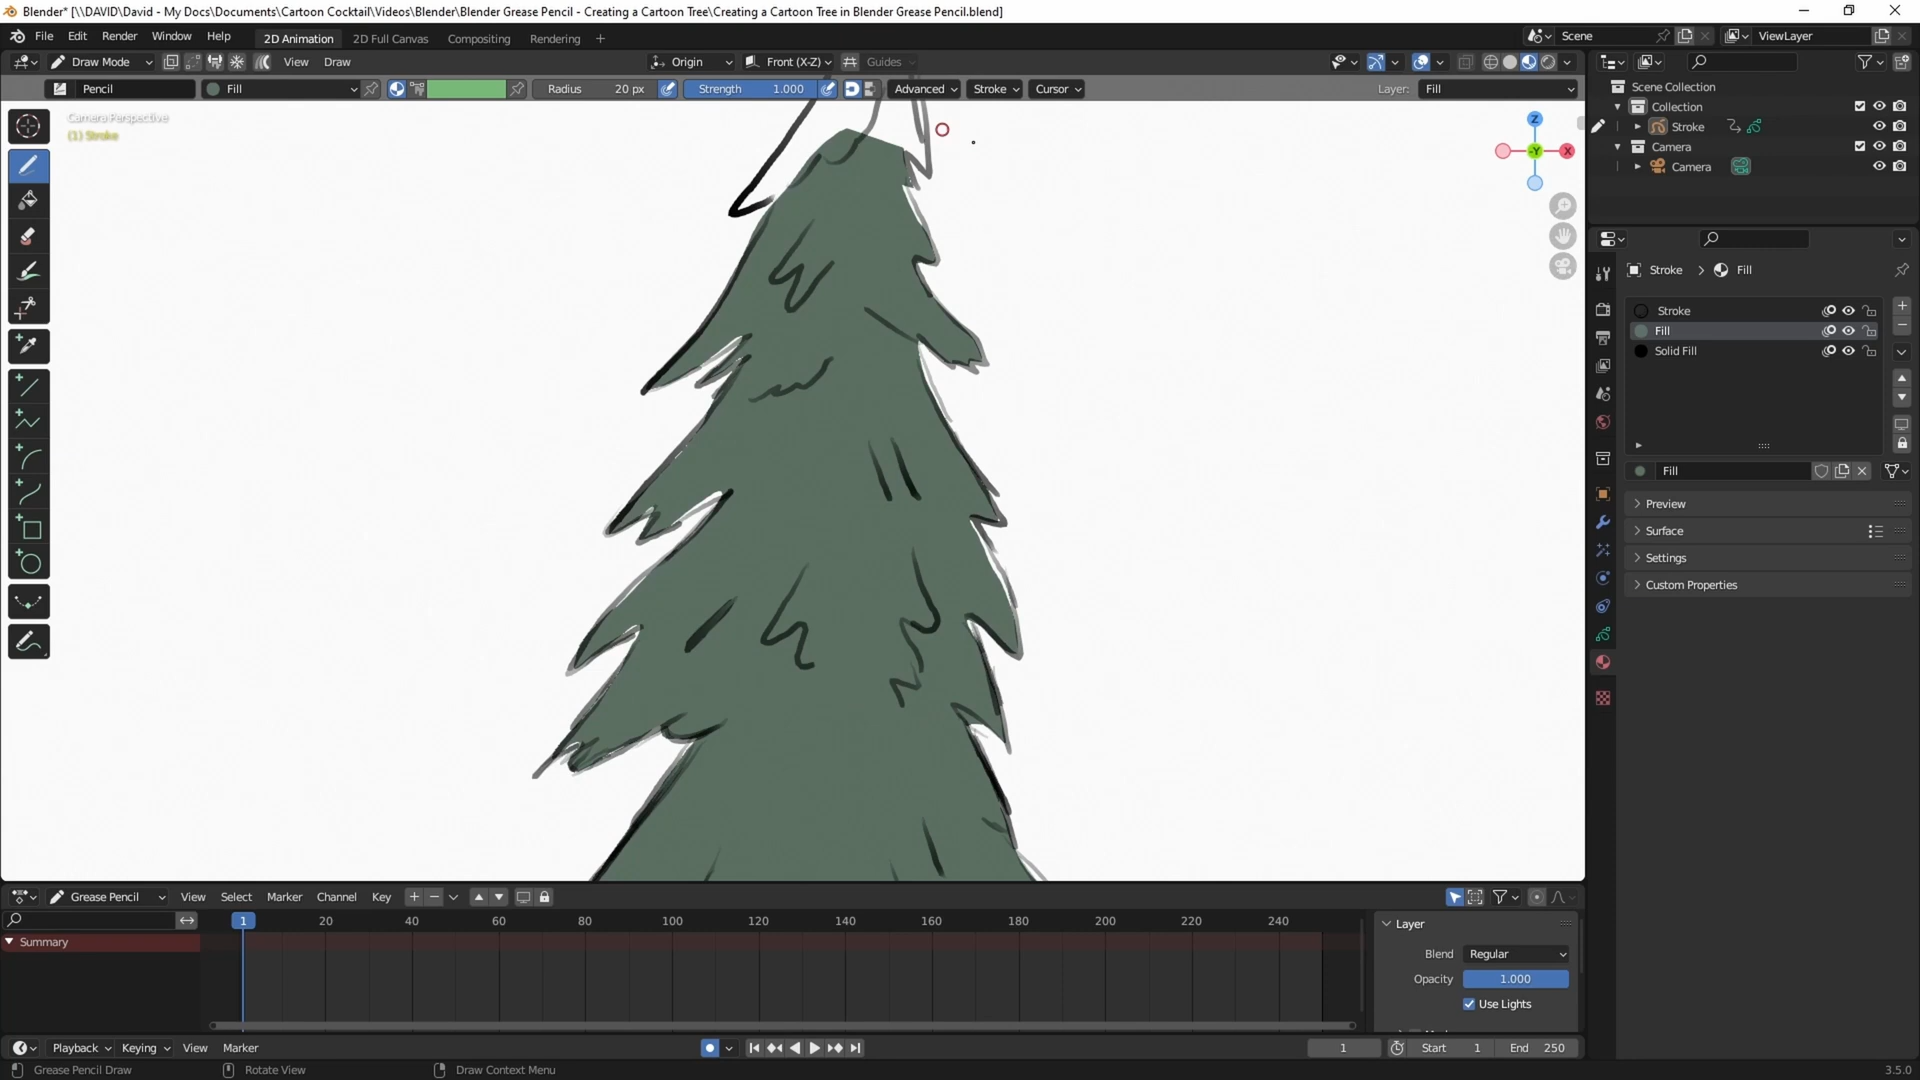 Blender* [\\DAVID\David - My Docs\Documents\Cartoon Cocktail\Videos\Blender\Blender Grease Pencil - Creating a Cartoon Tree\Creating a Cartoon Tree in Blender Grease Pencil.blend]
File Edit Render Window Help 2D Animation 2D Full Canvas Compositing Rendering + Scene ViewLayer
Draw Mode View Draw Origin Front (X-Z) Guides
Pencil Fill Radius 20 px Strength 1.000 Advanced Stroke Cursor Layer: Fill
Camera Perspective
(1) Stroke
Z
-Y X
Scene Collection
Collection
Stroke
Camera
Camera
Stroke > Fill
Stroke
Fill
Solid Fill
Fill
Preview
Surface
Settings
Custom Properties
Grease Pencil View Select Marker Channel Key
1 20 40 60 80 100 120 140 160 180 200 220 240
Summary
Layer
Blend Regular
Opacity 1.000
Use Lights
Playback Keying View Marker 1 Start 1 End 250
Grease Pencil Draw Rotate View Draw Context Menu 3.5.0